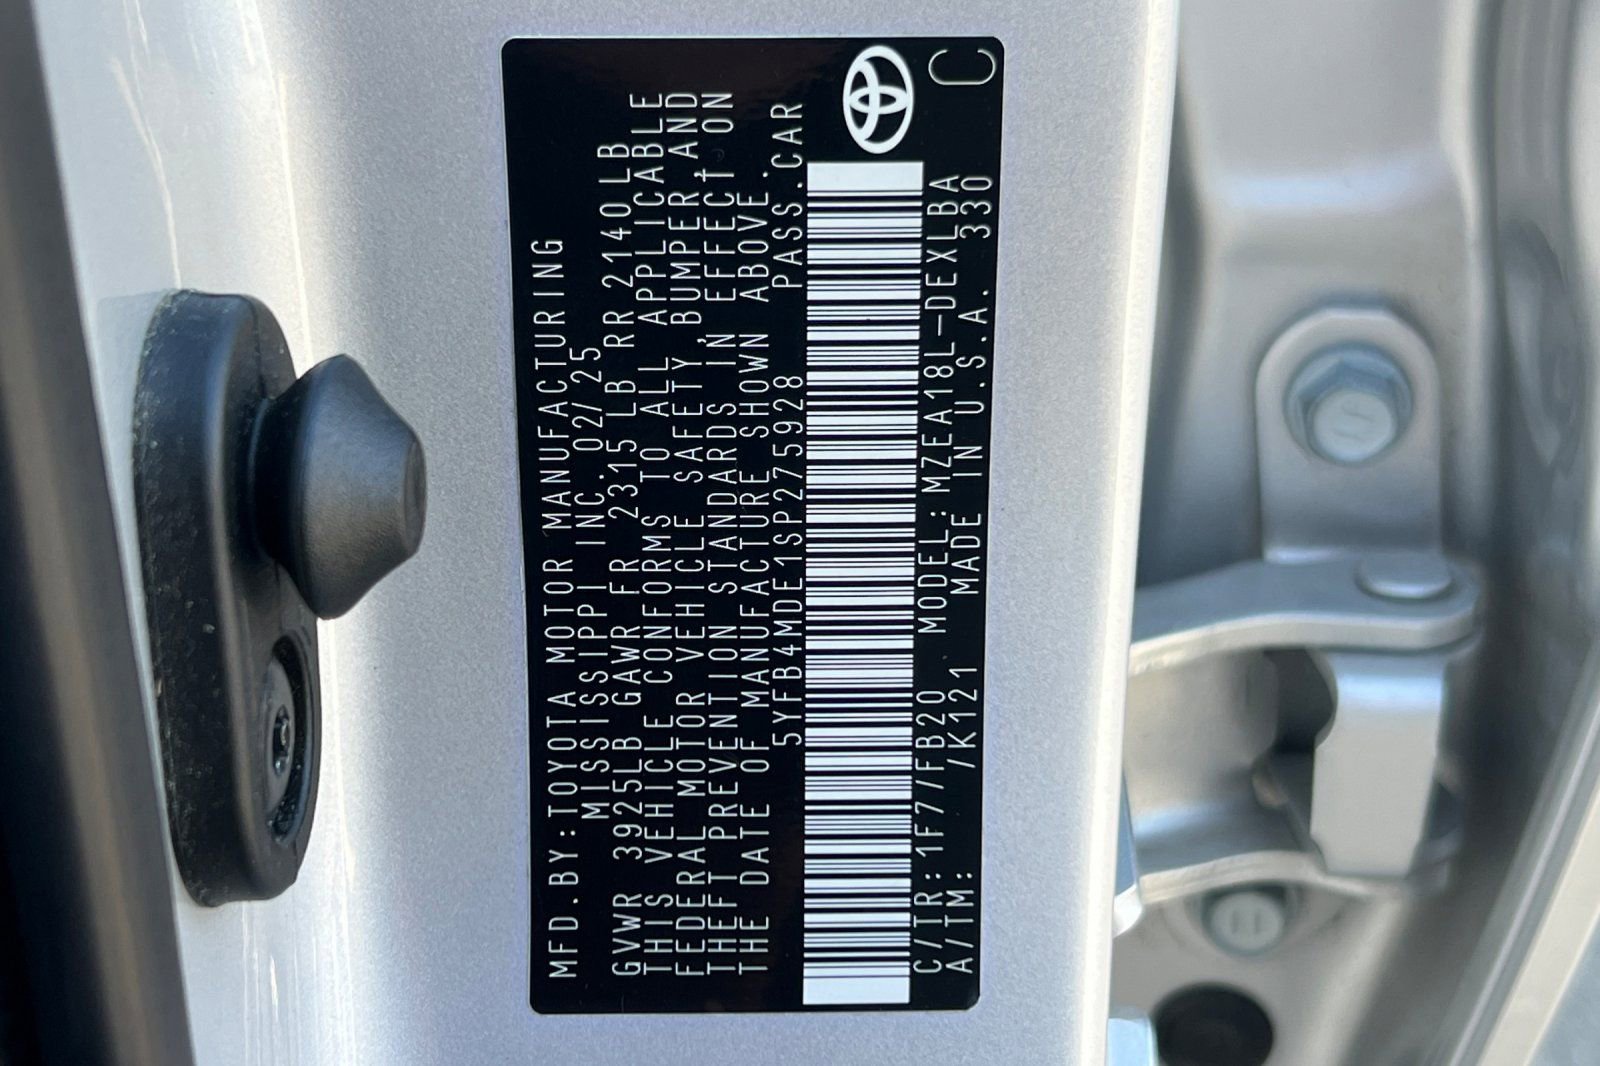 MFD.BY:TOYOTA MOTOR MANUFACTURING
MISSISSIPPI INC. 02/25
GVWR 3925LB GAWR FR 2315 LB RR 2140LB
THIS VEHICLE CONFORMS TO ALL APPLICABLE
FEDERAL MOTOR VEHICLE SAFETY, BUMPER, AND
THEFT PREVENTION STANDARDS IN EFFECT ON
THE DATE OF MANUFACTURE SHOWN ABOVE.
5YFB4MDE1SP275928 PASS.CAR
C/TR:1F7/FB20 MODEL:MZEA18L-DEXLBA
A/TM: /K121 MADE IN U.S.A. 330
C